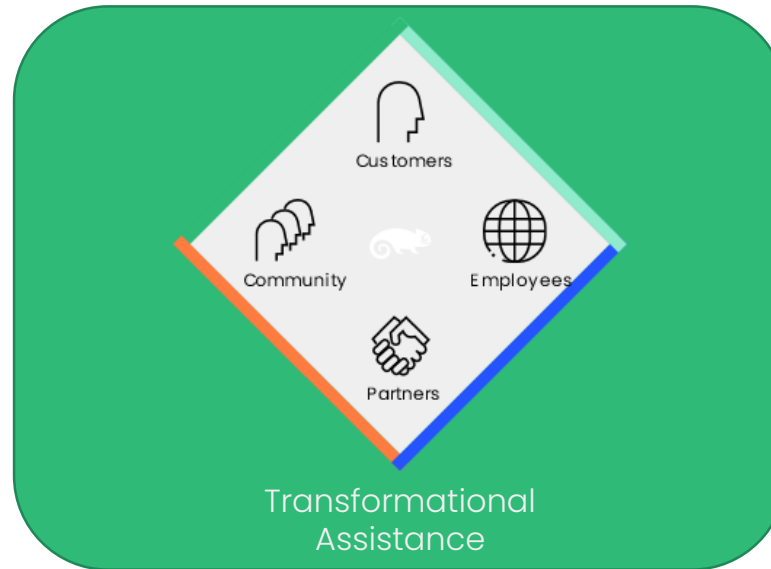 Customers
Community
Employees
Partners
Transformational
Assistance